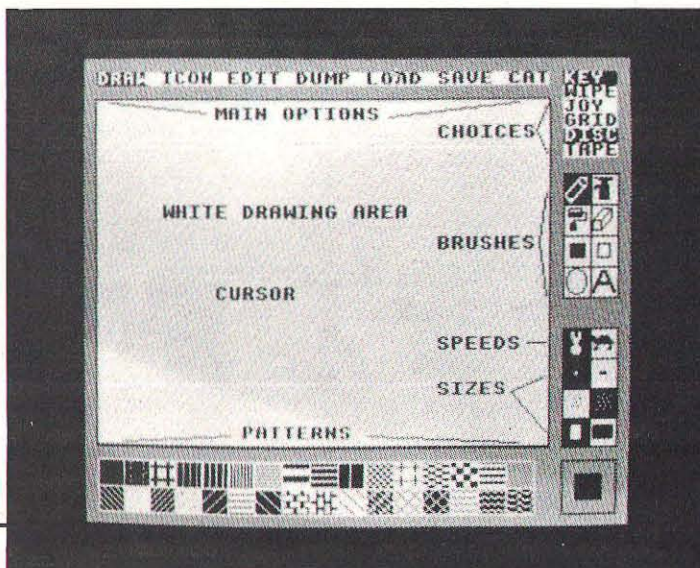 DRAW ICON EDIT DUMP LOAD SAVE CAT
KEY
WIPE
JOY
GRID
DISC
TAPE
MAIN OPTIONS
CHOICES
WHITE DRAWING AREA
BRUSHES
A
CURSOR
SPEEDS
SIZES
PATTERNS